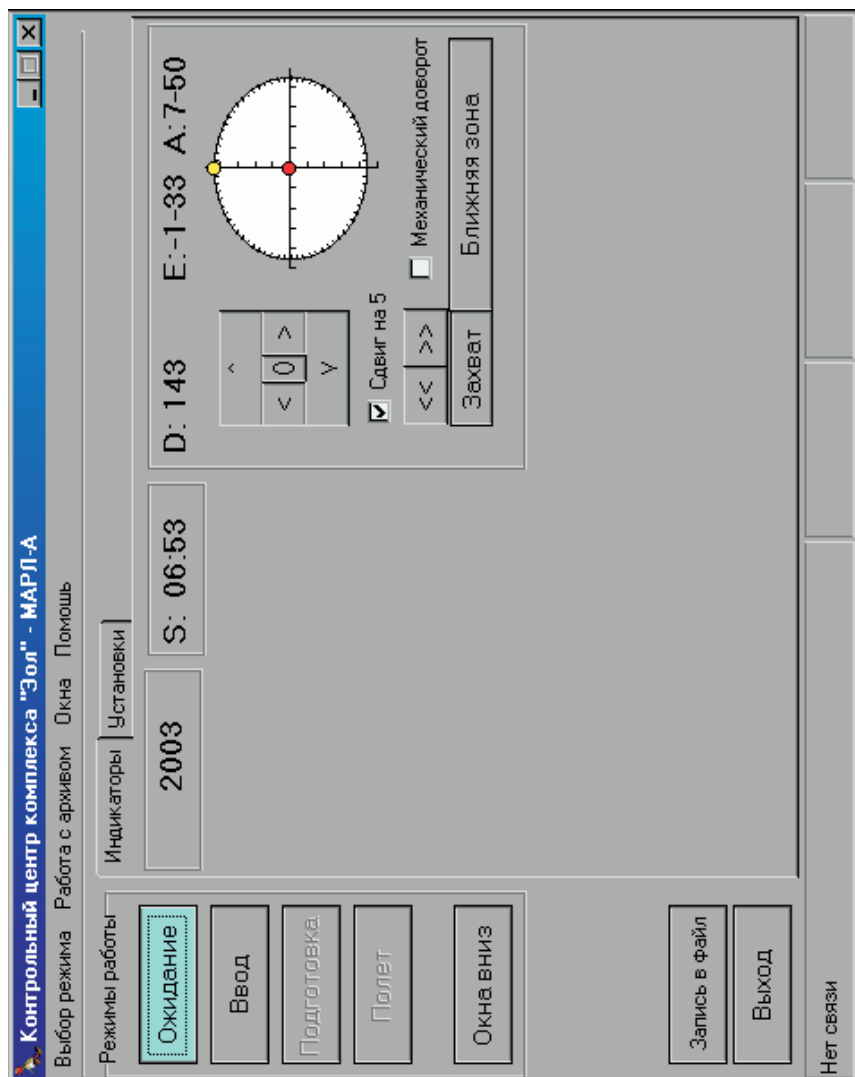 Контрольный центр комплекса "Эол" - МАРЛ-А
Выбор режима Работа с архивом Окна Помошь
Режимы работы
Ожидание
Ввод
Подготовка
Полет
Окна вниз
Запись в файл
Выход
Индикаторы Установки
2003
S: 06:53
D: 143 E:-1-33 A: 7-50
^
< 0 >
V
Сдвиг на 5
<< >> Механический доворот
Захват Ближняя зона
Нет связи